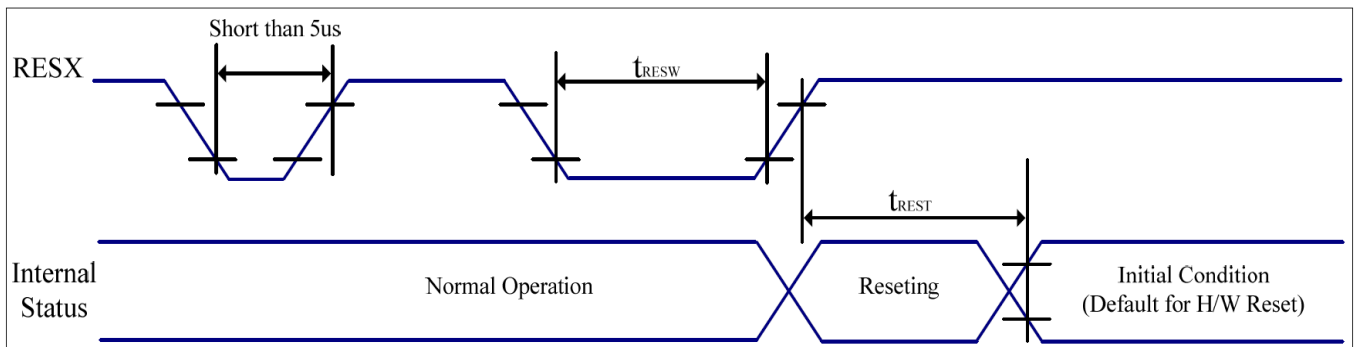 Short than 5us
RESX
tRESW
tREST
Internal
Status
Normal Operation
Reseting
Initial Condition
(Default for H/W Reset)